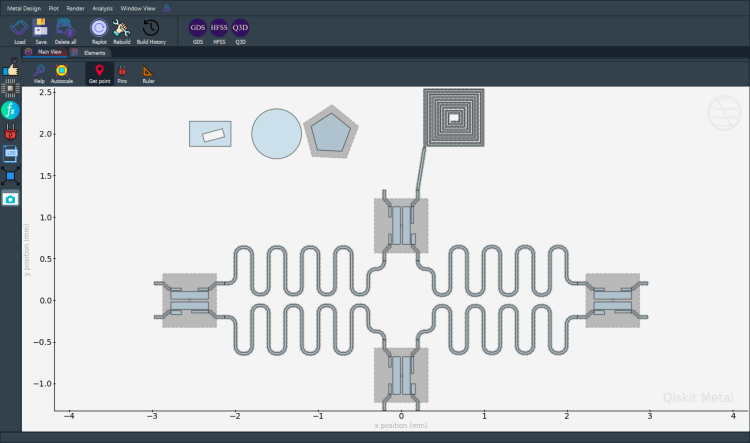 Metal Design Plot Render Analysis Window View
GDS HFSS Q3D
Load Save Delete all Replot Rebuild Build History GDS HFSS Q3D
Main View Elements
Help Autoscale Get point Pins Ruler
fx
LOG
2.5
2.0
1.5
1.0
0.5
0.0
−0.5
−1.0
y position (mm)
Qiskit Metal
−4 −3 −2 −1 0 1 2 3 4
x position (mm)